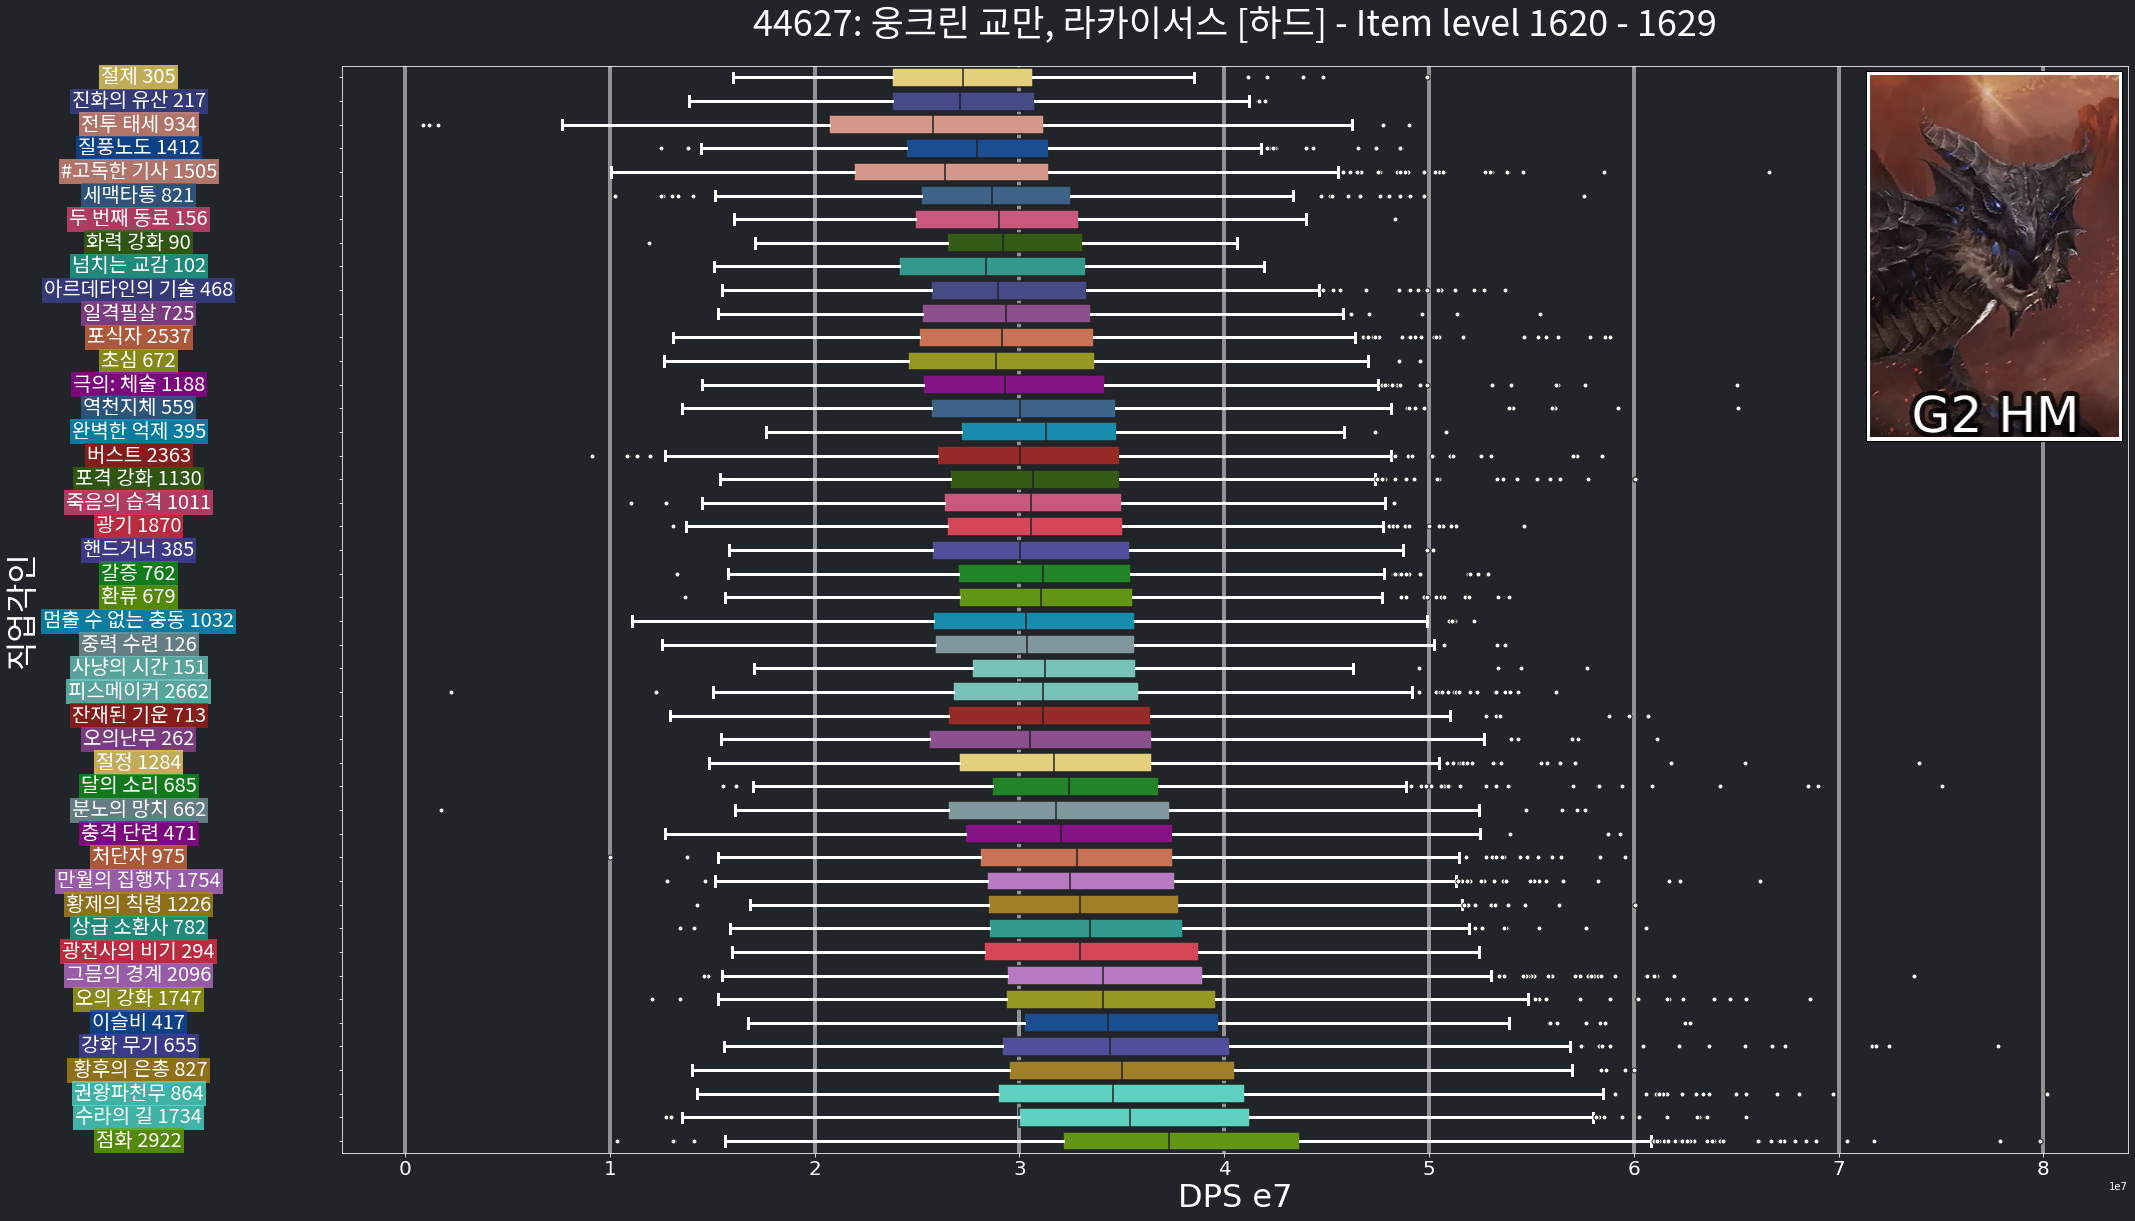 44627: 웅크린 교만, 라카이서스 [하드] - Item level 1620 - 1629
절제 305
진화의 유산 217
전투 태세 934
질풍노도 1412
#고독한 기사 1505
세맥타통 821
두 번째 동료 156
화력 강화 90
넘치는 교감 102
아르데타인의 기술 468
일격필살 725
포식자 2537
초심 672
극의: 체술 1188
역천지체 559
완벽한 억제 395
버스트 2363
포격 강화 1130
죽음의 습격 1011
광기 1870
핸드거너 385
갈증 762
환류 679
멈출 수 없는 충동 1032
중력 수련 126
사냥의 시간 151
피스메이커 2662
잔재된 기운 713
오의난무 262
절정 1284
달의 소리 685
분노의 망치 662
충격 단련 471
처단자 975
만월의 집행자 1754
황제의 칙령 1226
상급 소환사 782
광전사의 비기 294
그믐의 경계 2096
오의 강화 1747
이슬비 417
강화 무기 655
황후의 은총 827
권왕파천무 864
수라의 길 1734
점화 2922
직업각인
G2 HM
0 1 2 3 4 5 6 7 8
DPS e7
1e7